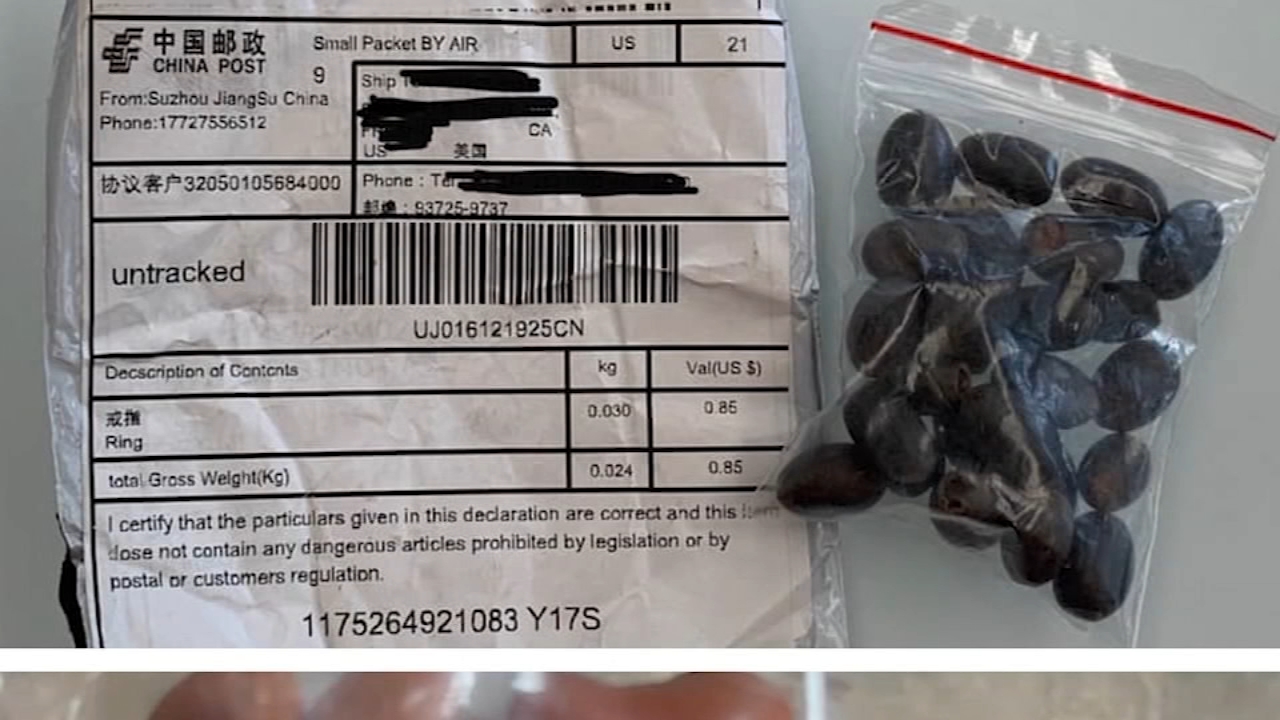 中国邮政
CHINA POST
Small Packet BY AIR
US
21
9
From:Suzhou JiangSu China
Phone:17727556512
Ship
CA
US
美国
协议客户32050105684000
Phone :
邮编 : 93725-9737
untracked
UJ016121925CN
Decscription of Contcnts
kg
Val(US $)
戒指
Ring
0.030
0.85
total Gross Weight(Kg)
0.024
0.85
I certify that the particulars given in this declaration are correct and this item
dose not contain any dangerous articles prohibited by legislation or by
postal or customers regulation.
1175264921083 Y17S